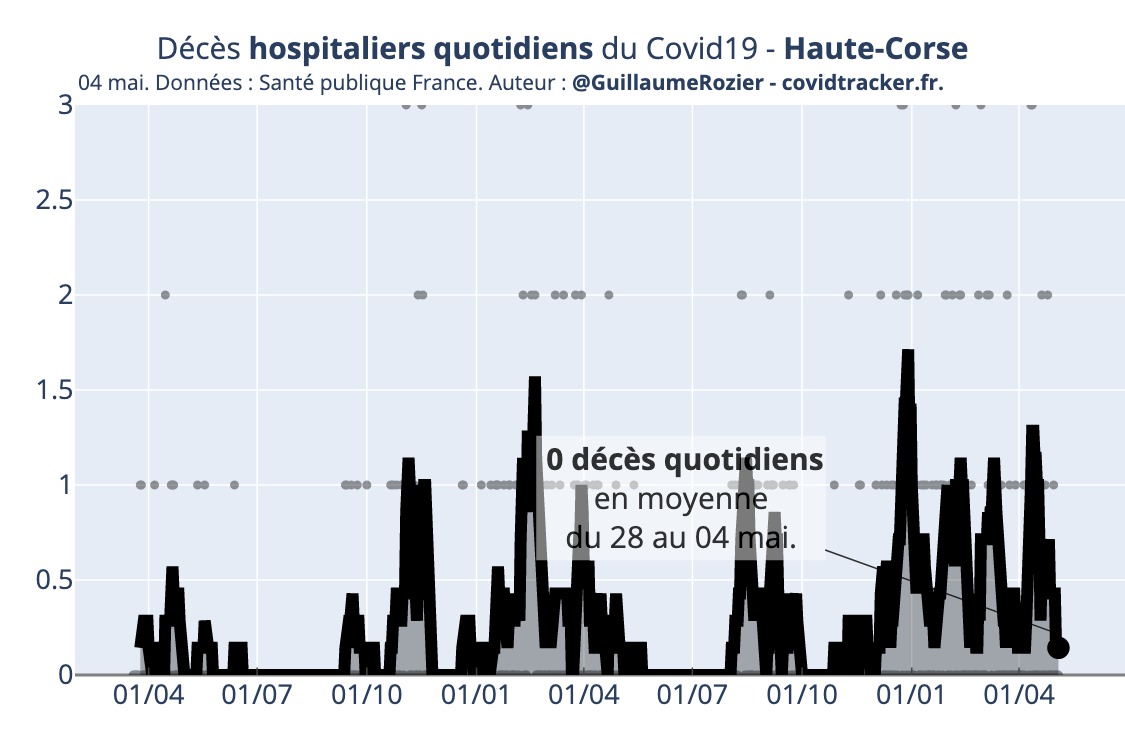 Décès hospitaliers quotidiens du Covid19 - Haute-Corse
04 mai. Données : Santé publique France. Auteur : @GuillaumeRozier - covidtracker.fr.
3
2.5
2
1.5
1
0.5
0
0 décès quotidiens
en moyenne
du 28 au 04 mai.
01/04 01/07 01/10 01/01 01/04 01/07 01/10 01/01 01/04